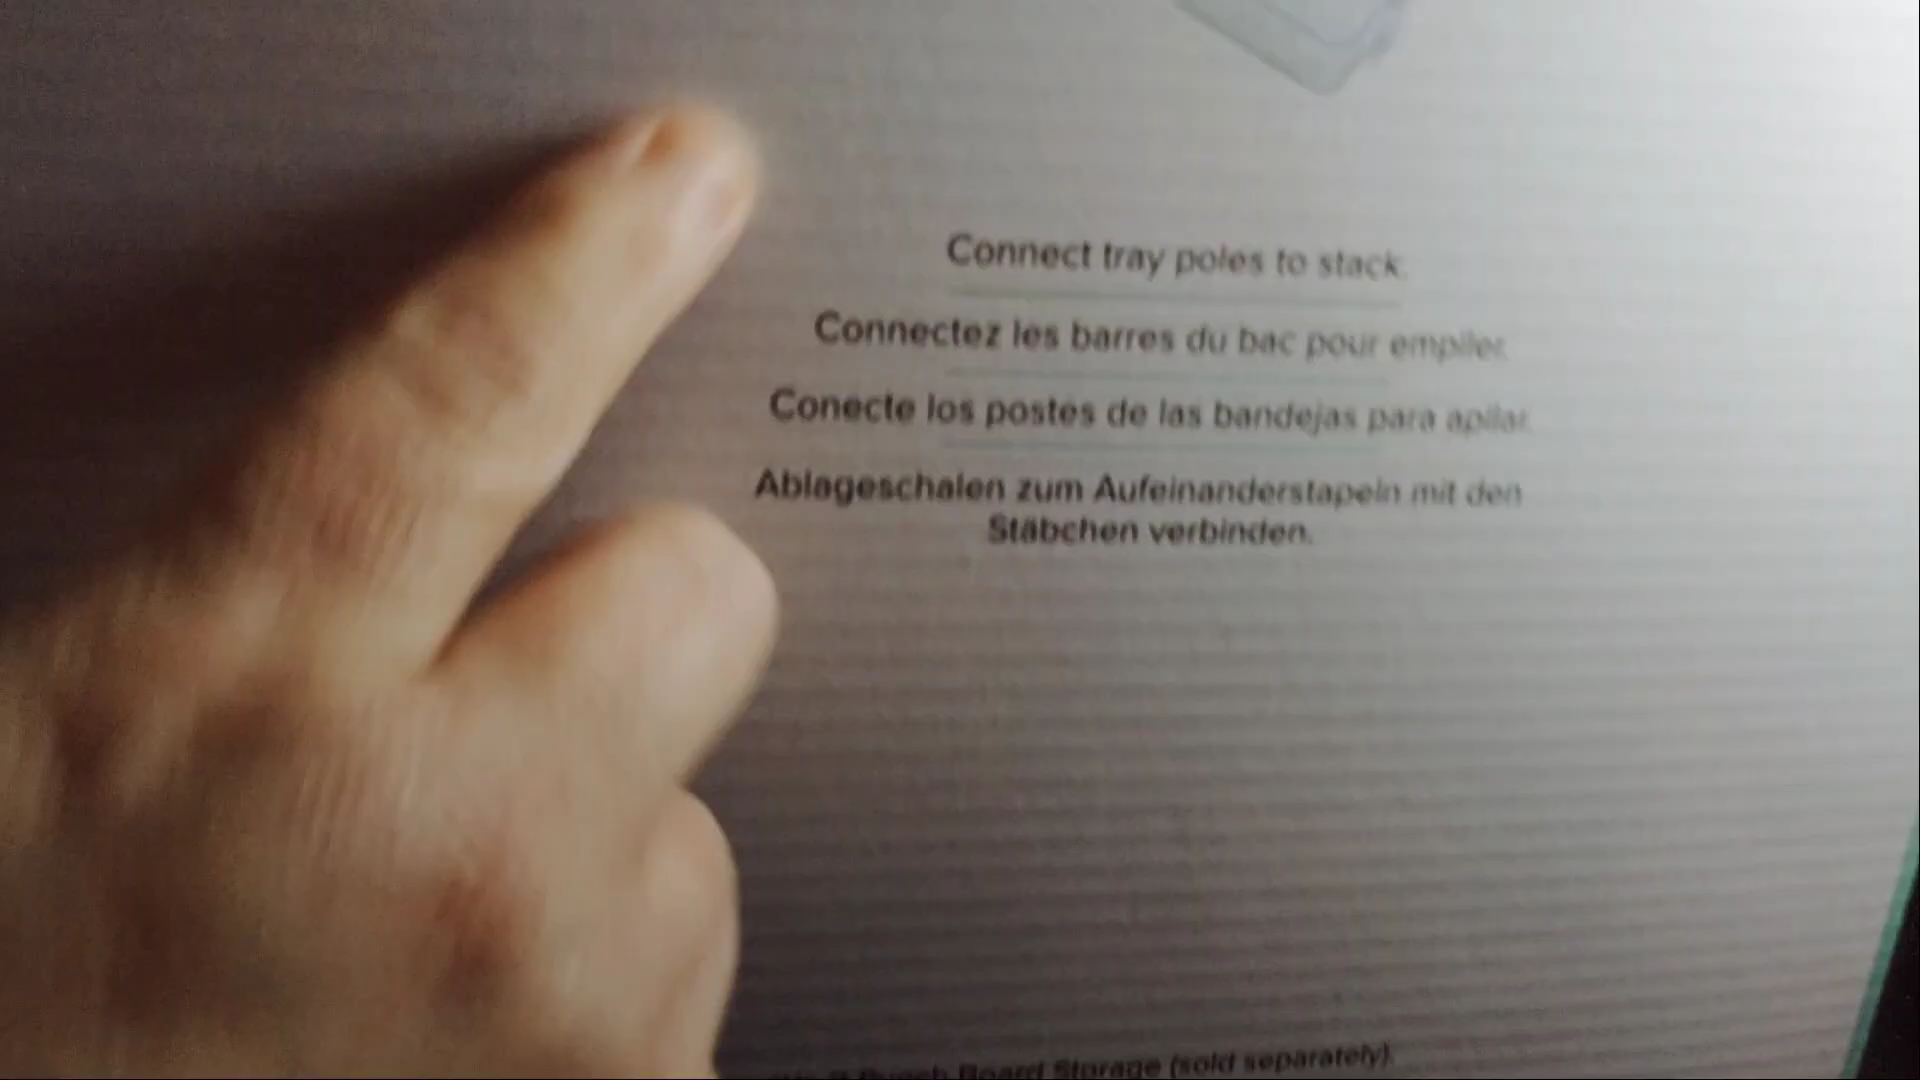 Connect tray poles to stack.
Connectez les barres du bac pour empiler.
Conecte los postes de las bandejas para apilar.
Ablageschalen zum Aufeinanderstapeln mit den
Stäbchen verbinden.
Punch Board Storage (sold separately).